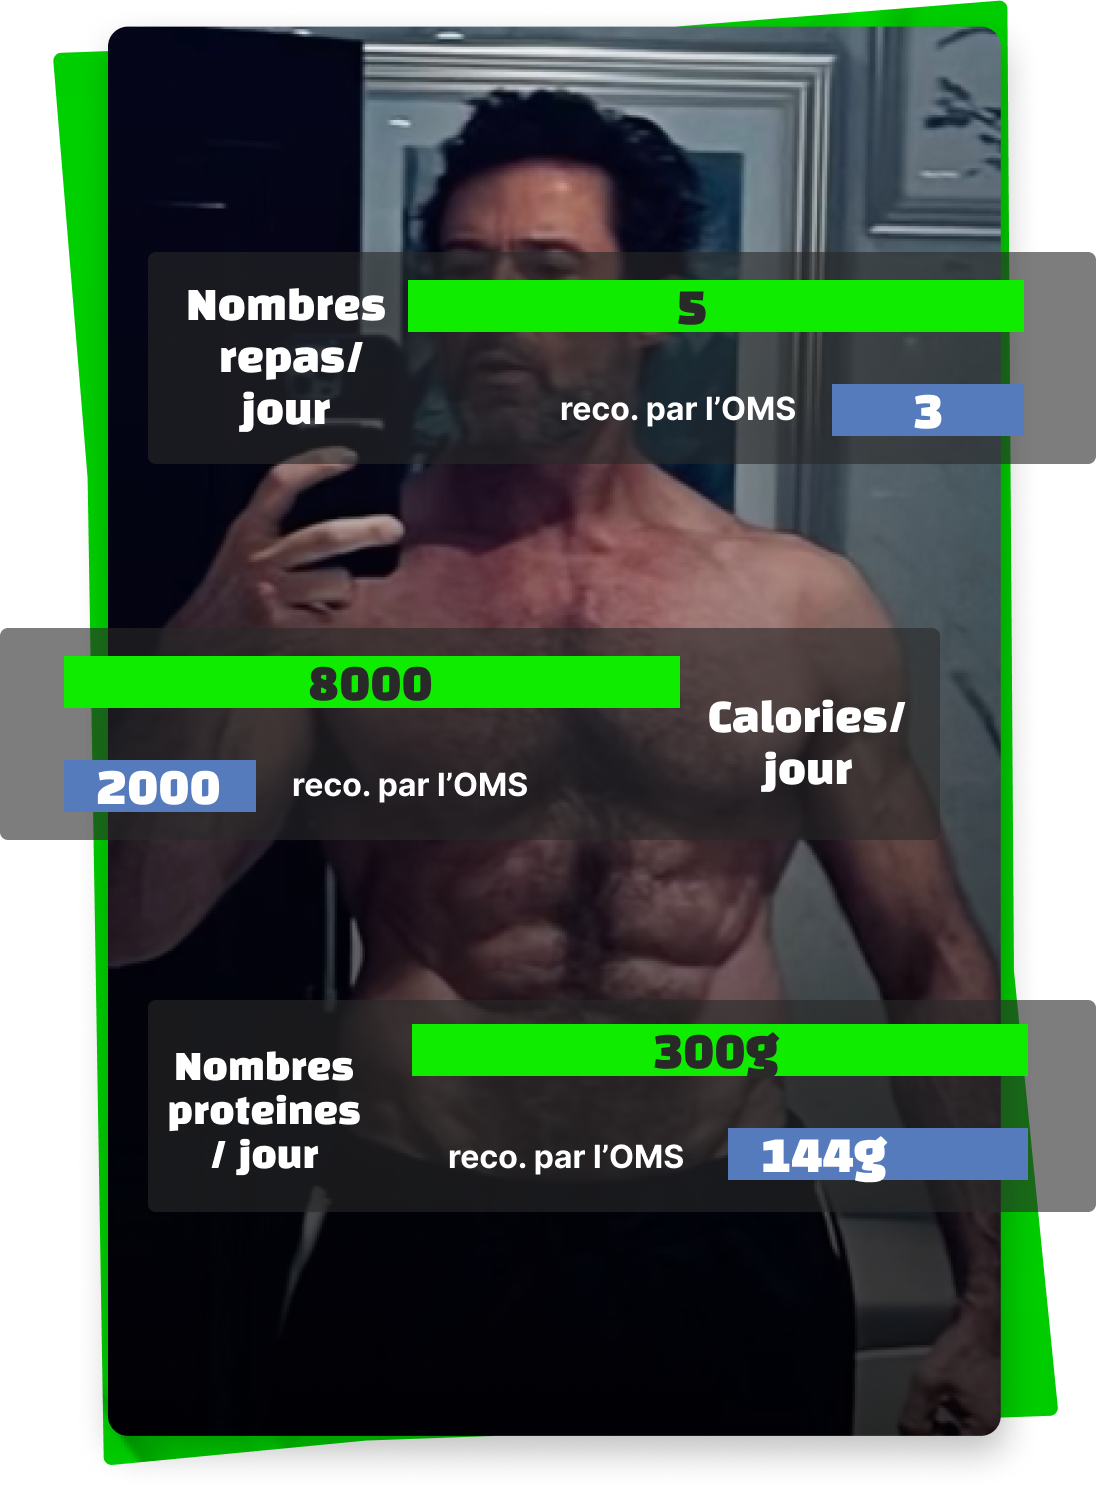 Nombres
repas/
jour
5
reco. par l’OMS
3
8000
2000
reco. par l’OMS
Calories/
jour
Nombres
proteines
/ jour
300g
reco. par l’OMS
144g